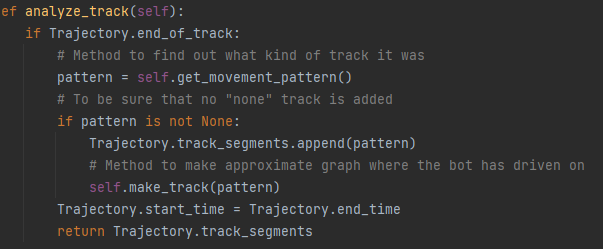 ef analyze_track(self):
    if Trajectory.end_of_track:
        # Method to find out what kind of track it was
        pattern = self.get_movement_pattern()
        # To be sure that no "none" track is added
        if pattern is not None:
            Trajectory.track_segments.append(pattern)
            # Method to make approximate graph where the bot has driven on
            self.make_track(pattern)
        Trajectory.start_time = Trajectory.end_time
        return Trajectory.track_segments